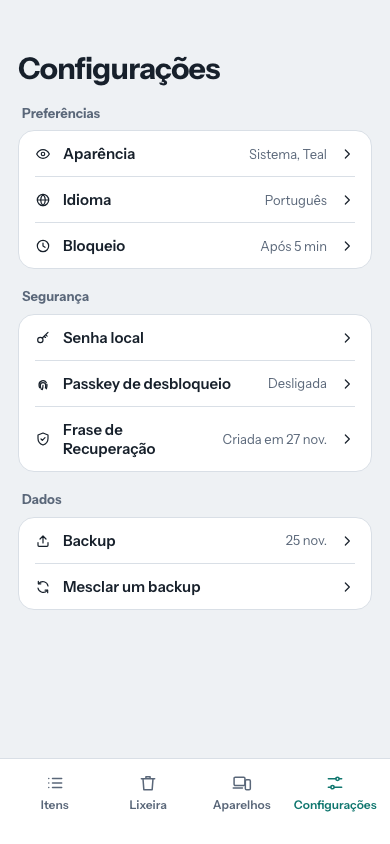 Configurações
Preferências
Aparência Sistema, Teal
Idioma Português
Bloqueio Após 5 min
Segurança
Senha local
Passkey de desbloqueio Desligada
Frase de
Recuperação Criada em 27 nov.
Dados
Backup 25 nov.
Mesclar um backup
Itens Lixeira Aparelhos Configurações